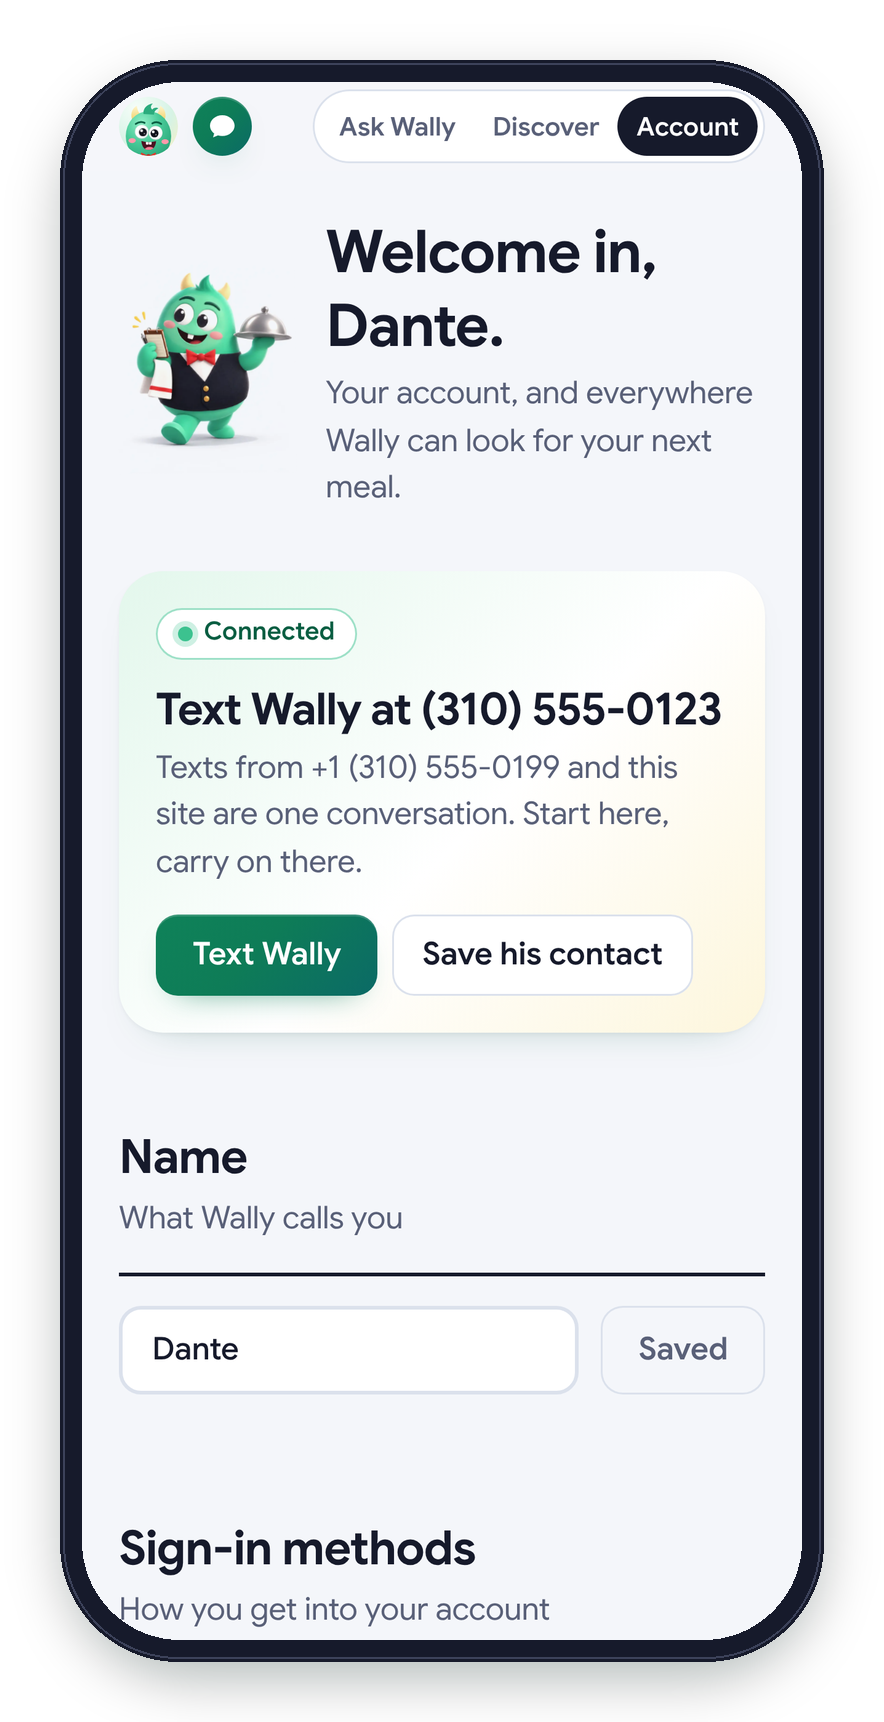 Ask Wally Discover Account
Welcome in,
Dante.
Your account, and everywhere
Wally can look for your next
meal.
Connected
Text Wally at (310) 555-0123
Texts from +1 (310) 555-0199 and this
site are one conversation. Start here,
carry on there.
Text Wally Save his contact
Name
What Wally calls you
Dante Saved
Sign-in methods
How you get into your account